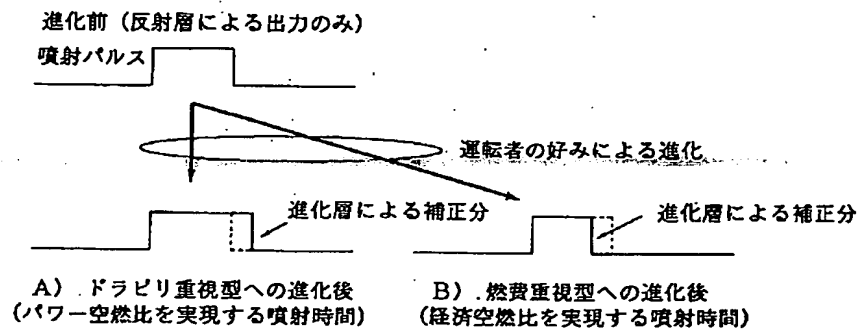 進化前（反射層による出力のみ）
噴射パルス
運転者の好みによる進化
進化層による補正分
進化層による補正分
A）．ドラビリ重視型への進化後
（パワー空燃比を実現する噴射時間）
B）．燃費重視型への進化後
（経済空燃比を実現する噴射時間）